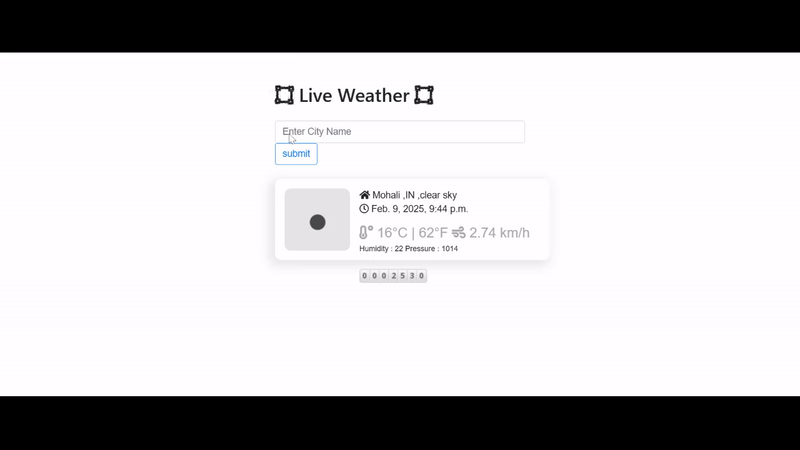 Live Weather
Enter City Name
submit
Mohali ,IN ,clear sky
Feb. 9, 2025, 9:44 p.m.
16°C | 62°F 2.74 km/h
Humidity : 22 Pressure : 1014
0002530